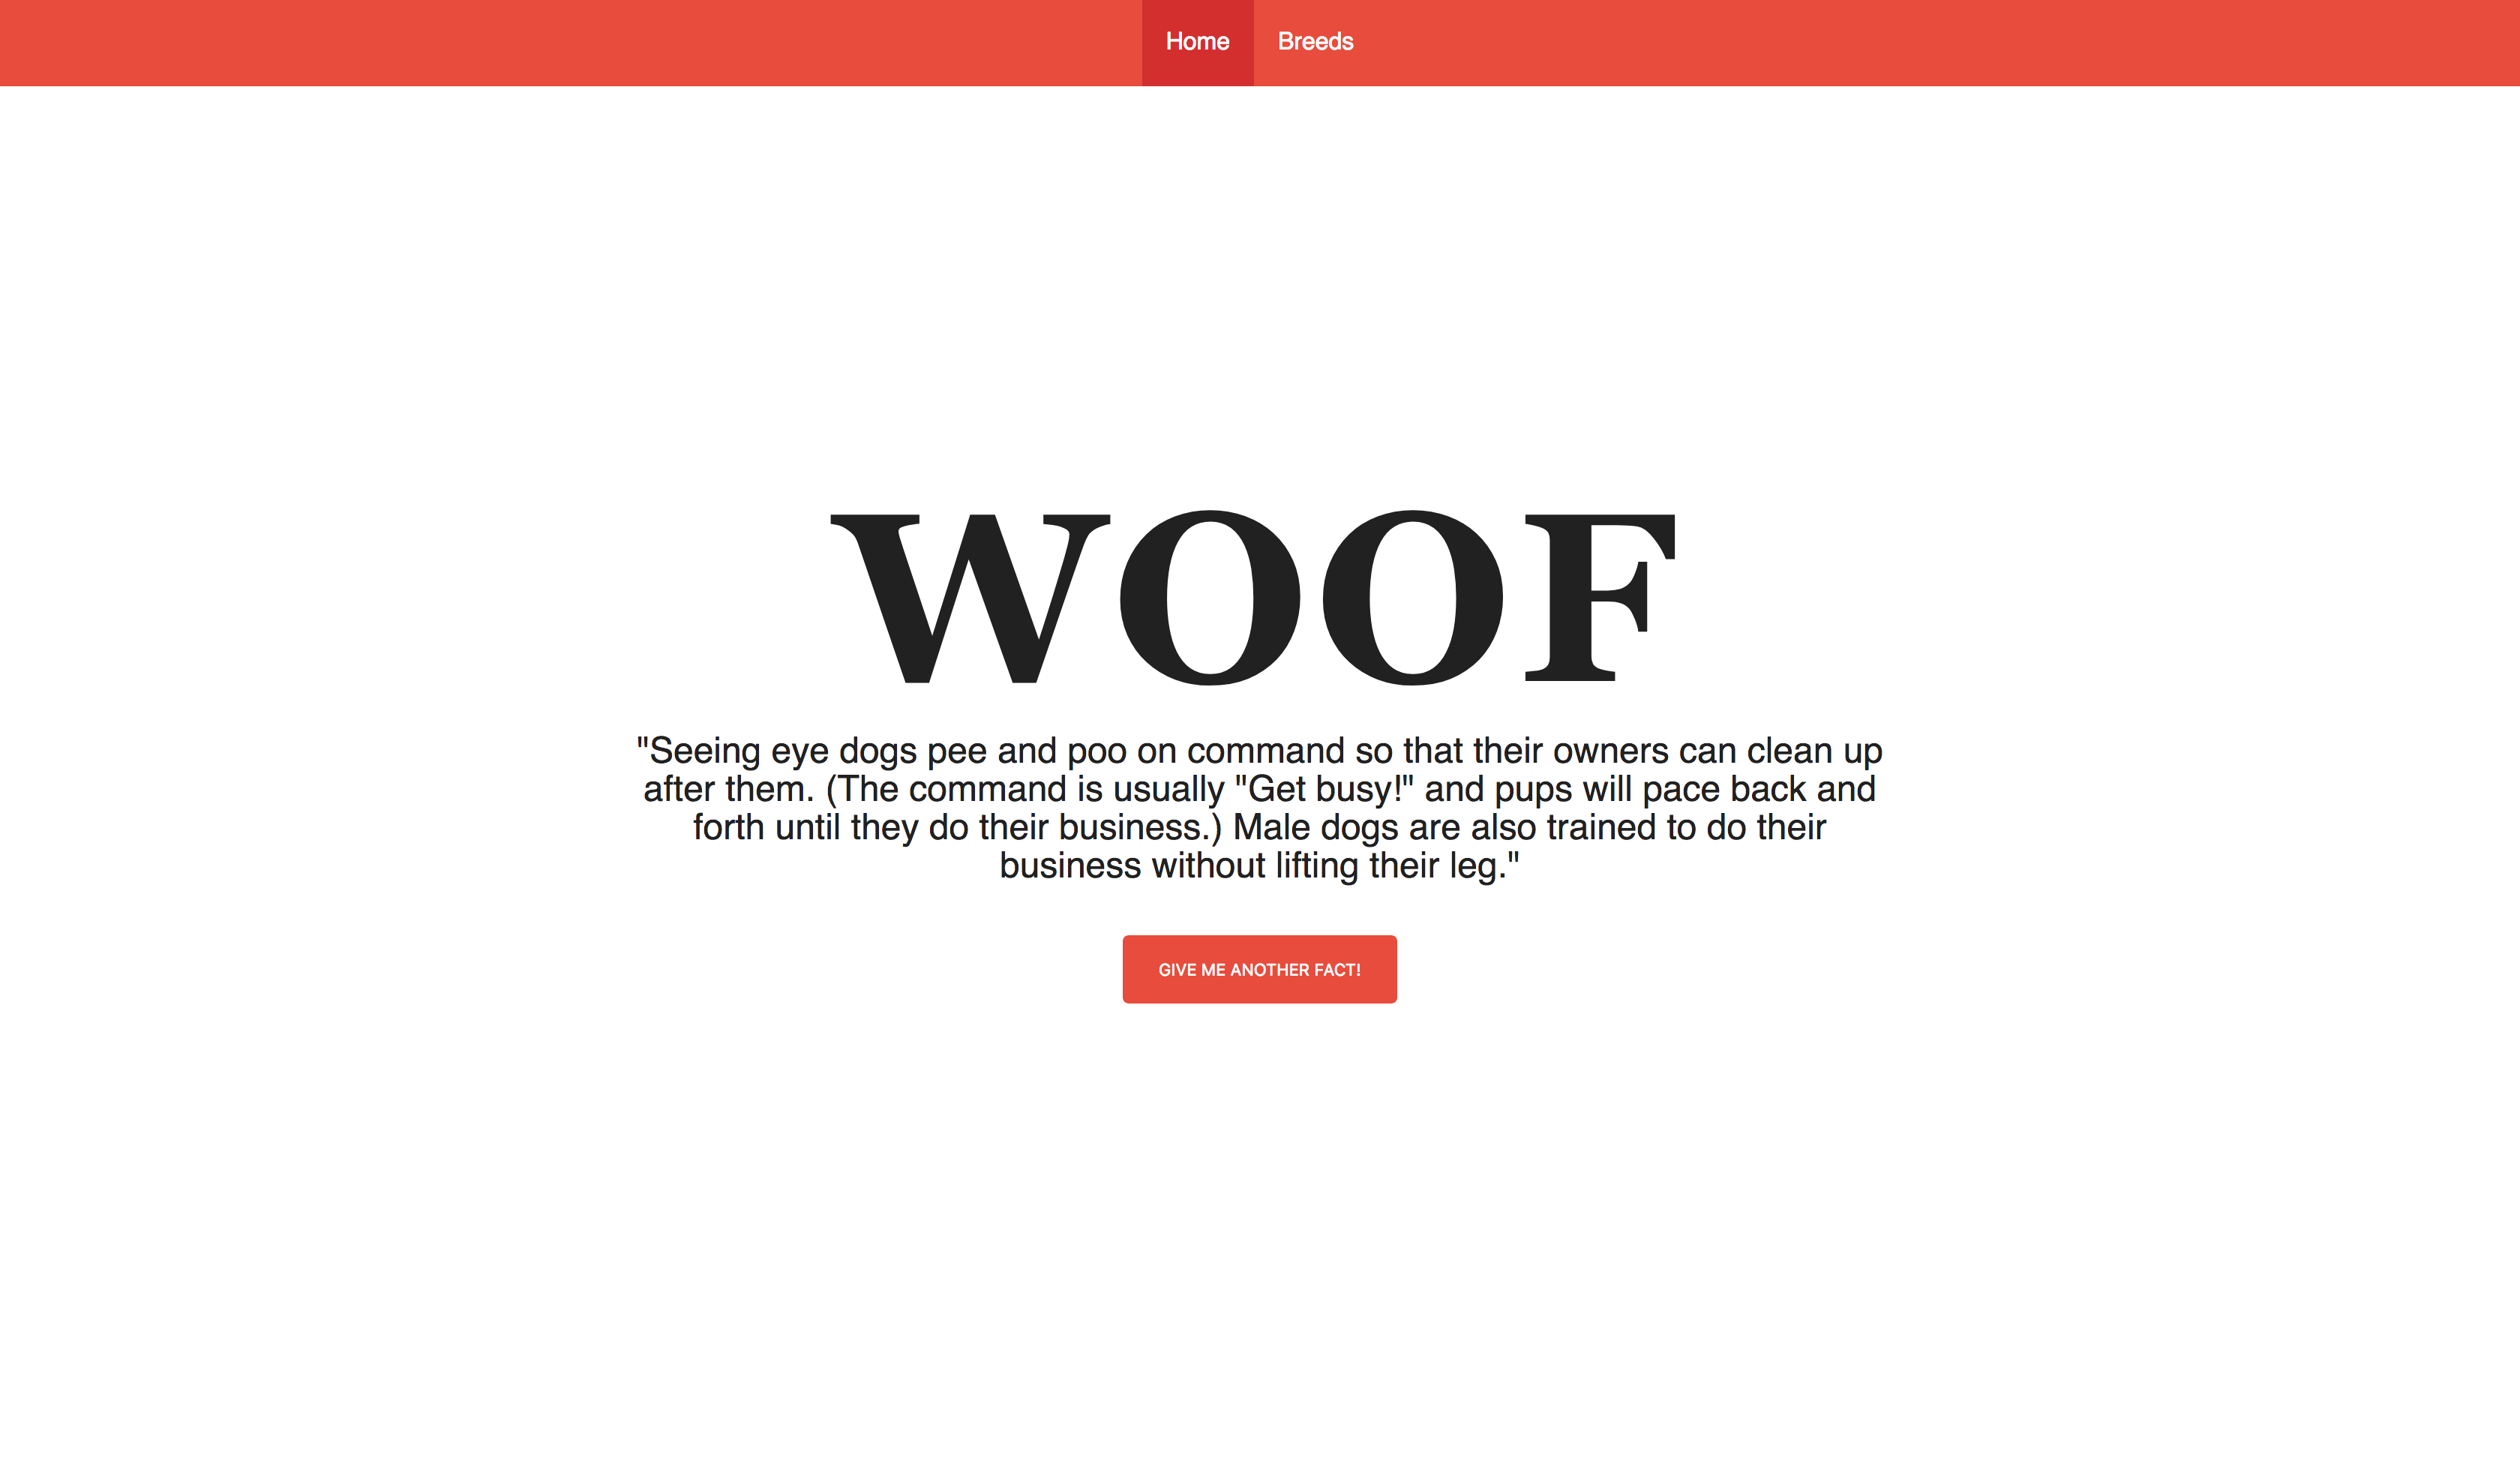 Home Breeds
WOOF
"Seeing eye dogs pee and poo on command so that their owners can clean up
after them. (The command is usually "Get busy!" and pups will pace back and
forth until they do their business.) Male dogs are also trained to do their
business without lifting their leg."
GIVE ME ANOTHER FACT!